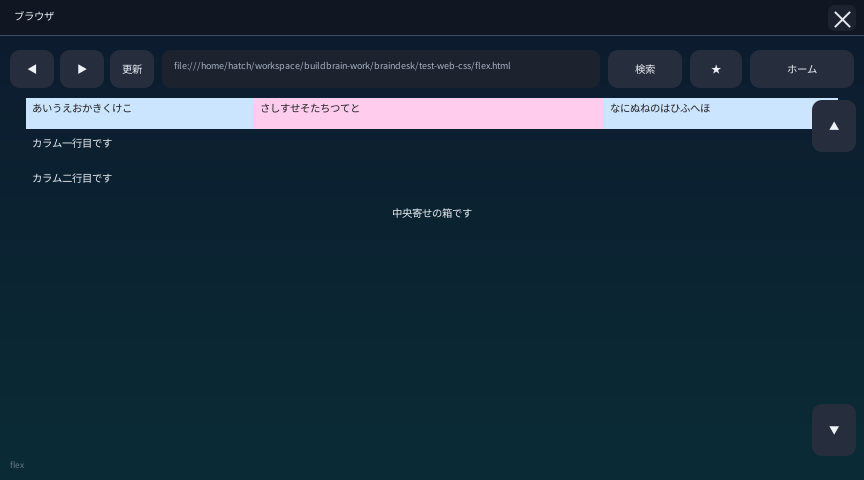 ブラウザ
◀ ▶ 更新 file:///home/hatch/workspace/buildbrain-work/braindesk/test-web-css/flex.html 検索 ★ ホーム
あいうえおかきくけこ さしすせそたちつてと なにぬねのはひふへほ
▲
カラム一行目です
カラム二行目です
中央寄せの箱です
▼
flex